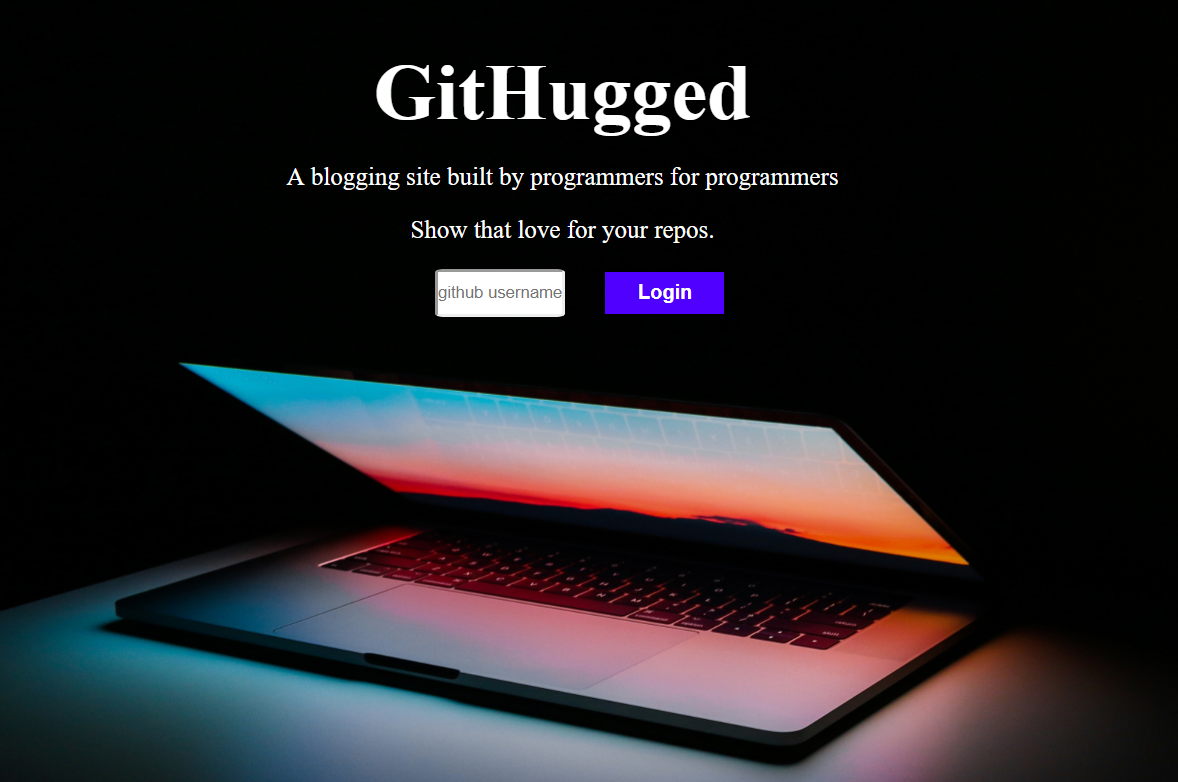 GitHugged
A blogging site built by programmers for programmers
Show that love for your repos.
github username
Login